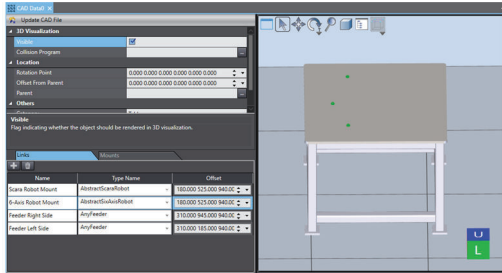 CAD Data0 ×
Update CAD File
3D Visualization
Visible
Collision Program ...
Location
Rotation Point 0.000 0.000 0.000 0.000 0.000 0.000
Offset From Parent 0.000 0.000 0.000 0.000 0.000 0.000
Parent ...
Others
Visible
Flag indicating whether the object should be rendered in 3D visualization.
Links Mounts
Name Type Name Offset
Scara Robot Mount AbstractScaraRobot 180.000 525.000 940.00
6-Axis Robot Mount AbstractSixAxisRobot 180.000 525.000 940.00
Feeder Right Side AnyFeeder 310.000 945.000 940.00
Feeder Left Side AnyFeeder 310.000 185.000 940.00
U
L